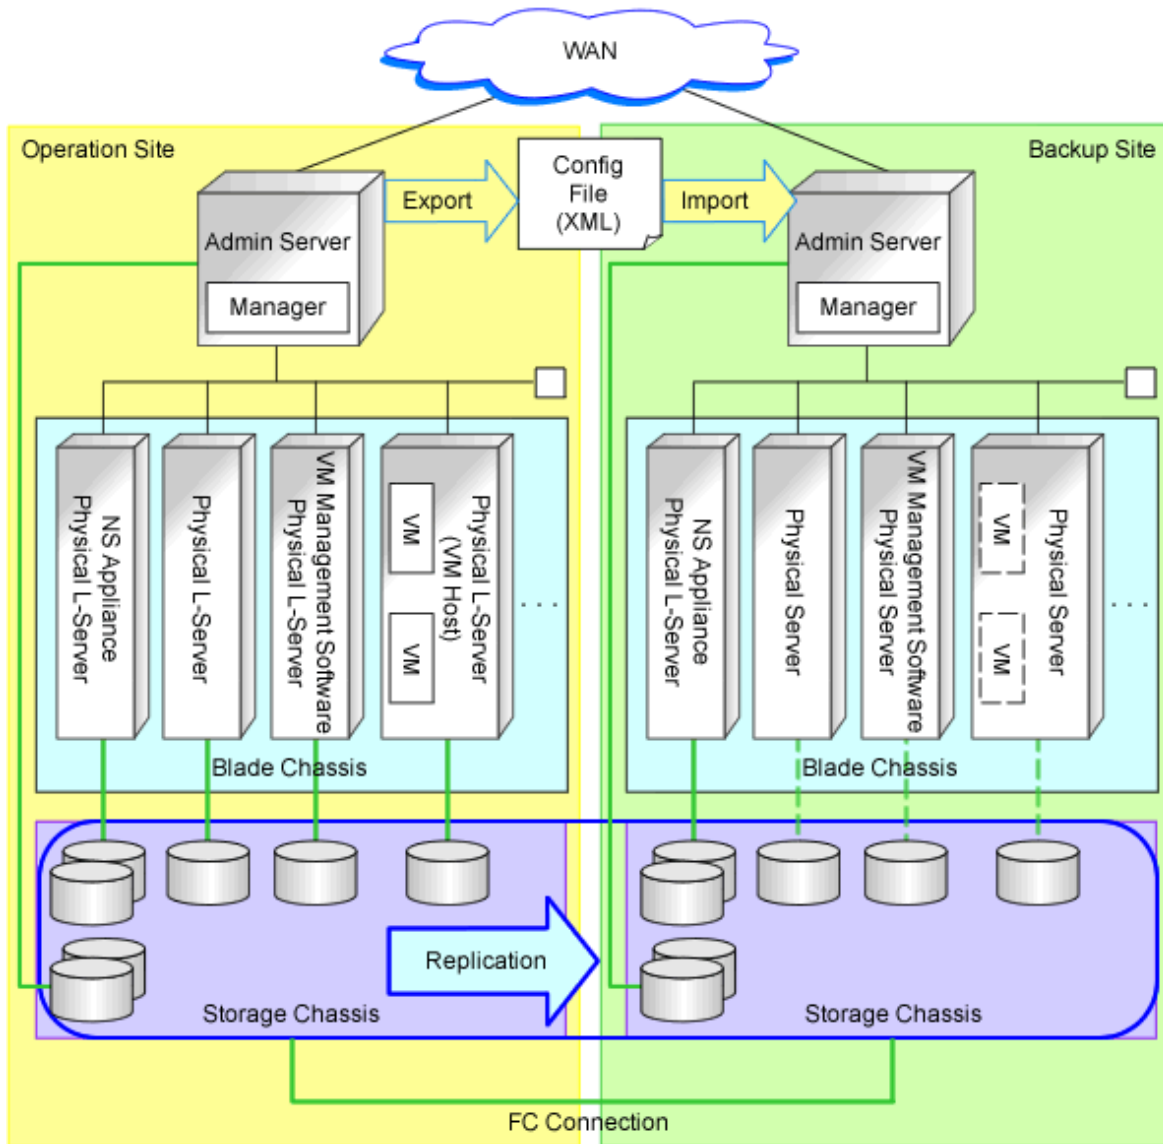 WAN
Operation Site
Backup Site
Export
Config
File
(XML)
Import
Admin Server
Manager
Admin Server
Manager
NS Appliance
Physical L-Server
Physical L-Server
VM Management Software
Physical L-Server
VM
VM
Physical L-Server
(VM Host)
. . .
Blade Chassis
NS Appliance
Physical L-Server
Physical Server
VM Management Software
Physical Server
VM
VM
Physical Server
. . .
Blade Chassis
Replication
Storage Chassis
Storage Chassis
FC Connection